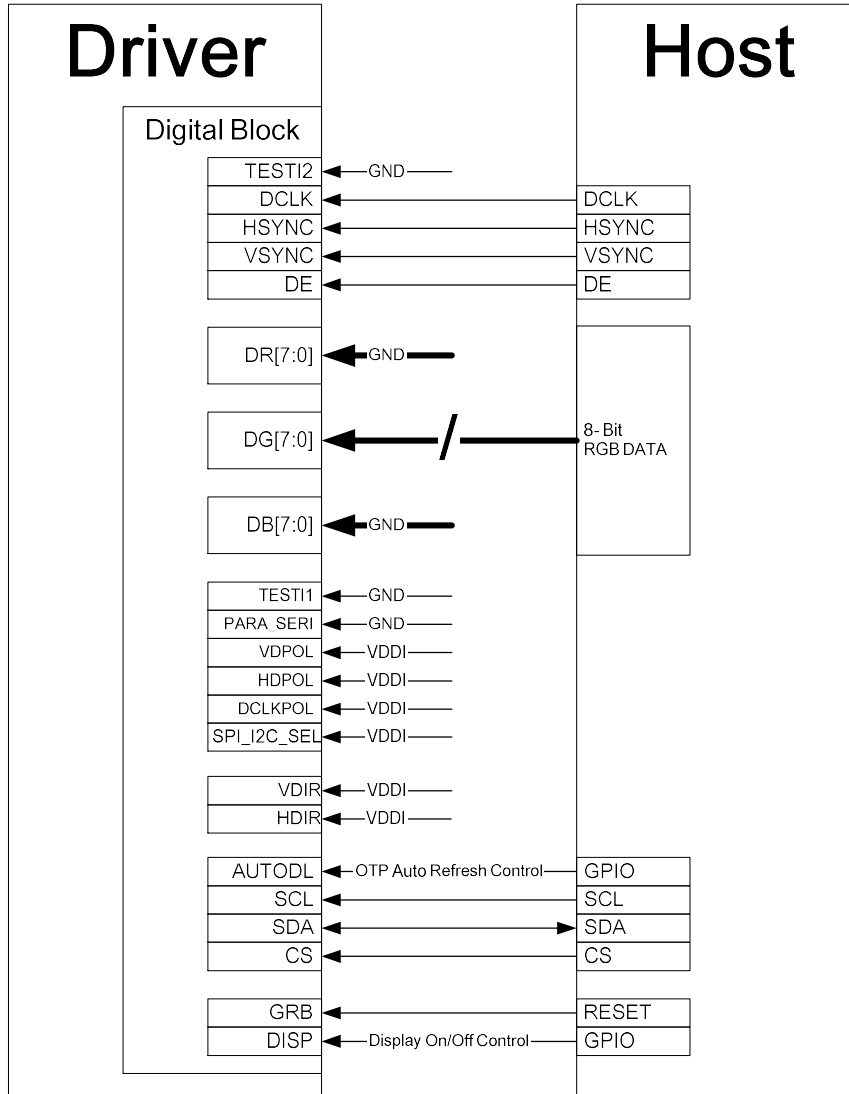 Driver
Host
Digital Block
TESTI2
GND
DCLK
DCLK
HSYNC
HSYNC
VSYNC
VSYNC
DE
DE
DR[7:0]
GND
DG[7:0]
8-Bit
RGB DATA
DB[7:0]
GND
TESTI1
GND
PARA_SERI
GND
VDPOL
VDDI
HDPOL
VDDI
DCLKPOL
VDDI
SPI_I2C_SEL
VDDI
VDIR
VDDI
HDIR
VDDI
AUTODL
OTP Auto Refresh Control
GPIO
SCL
SCL
SDA
SDA
CS
CS
GRB
RESET
DISP
Display On/Off Control
GPIO